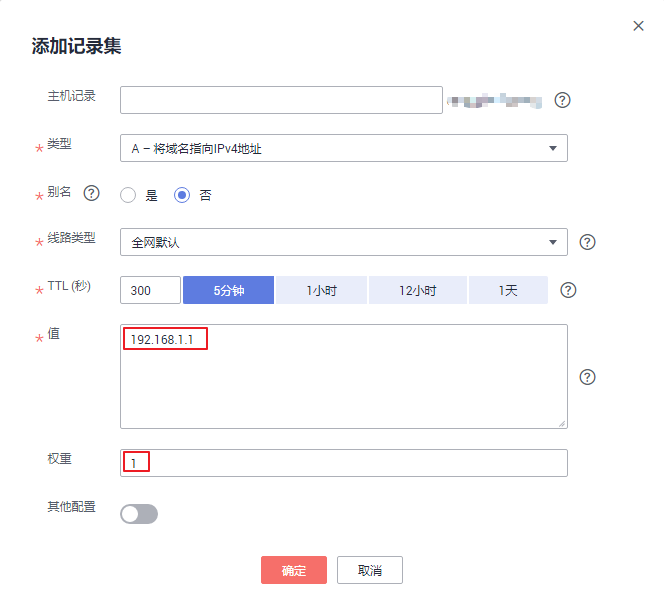 添加记录集
主机记录
类型
A – 将域名指向IPv4地址
别名
是
否
线路类型
全网默认
TTL (秒)
300
5分钟
1小时
12小时
1天
值
192.168.1.1
权重
1
其他配置
确定
取消